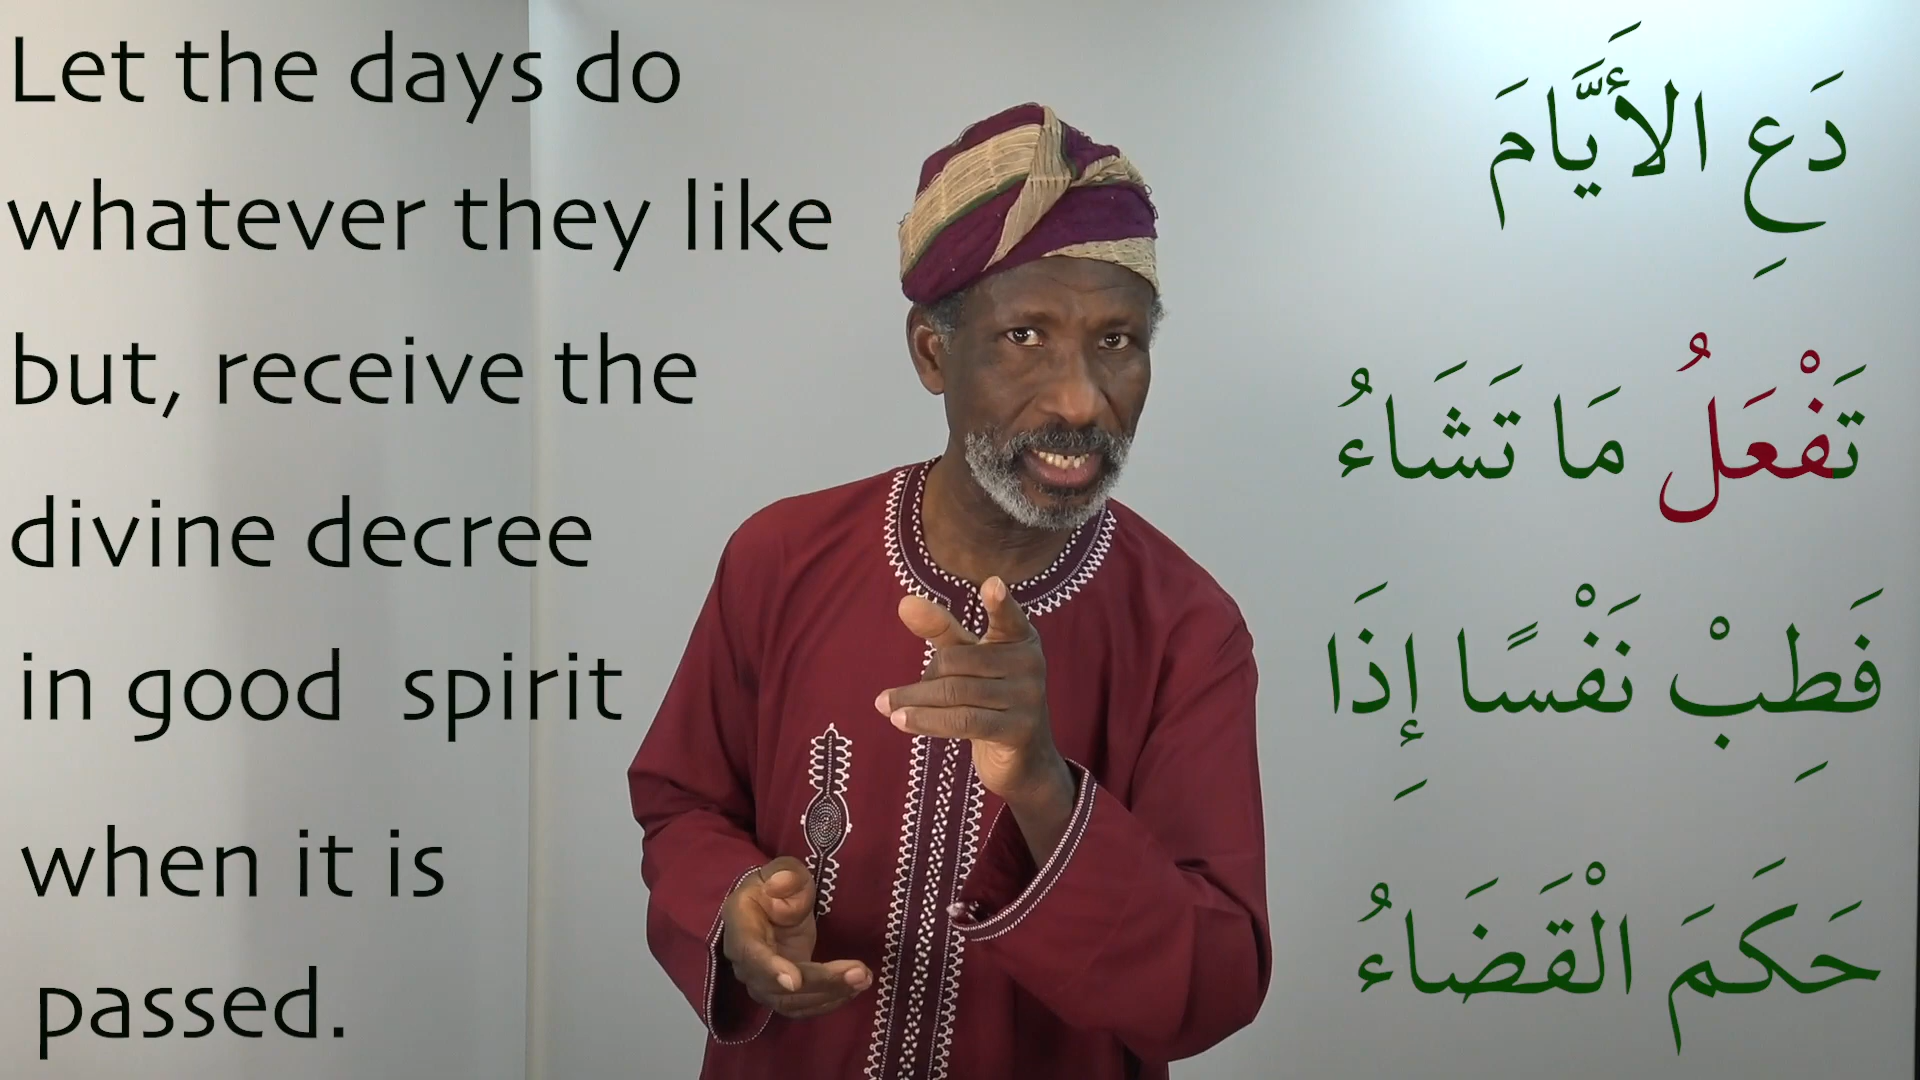 Let the days do
whatever they like
but, receive the
divine decree
in good spirit
when it is
passed.
دَعِ الأَيَّامَ
تَفْعَلُ مَا تَشَاءُ
فَطِبْ نَفْسًا إِذَا
حَكَمَ الْقَضَاءُ